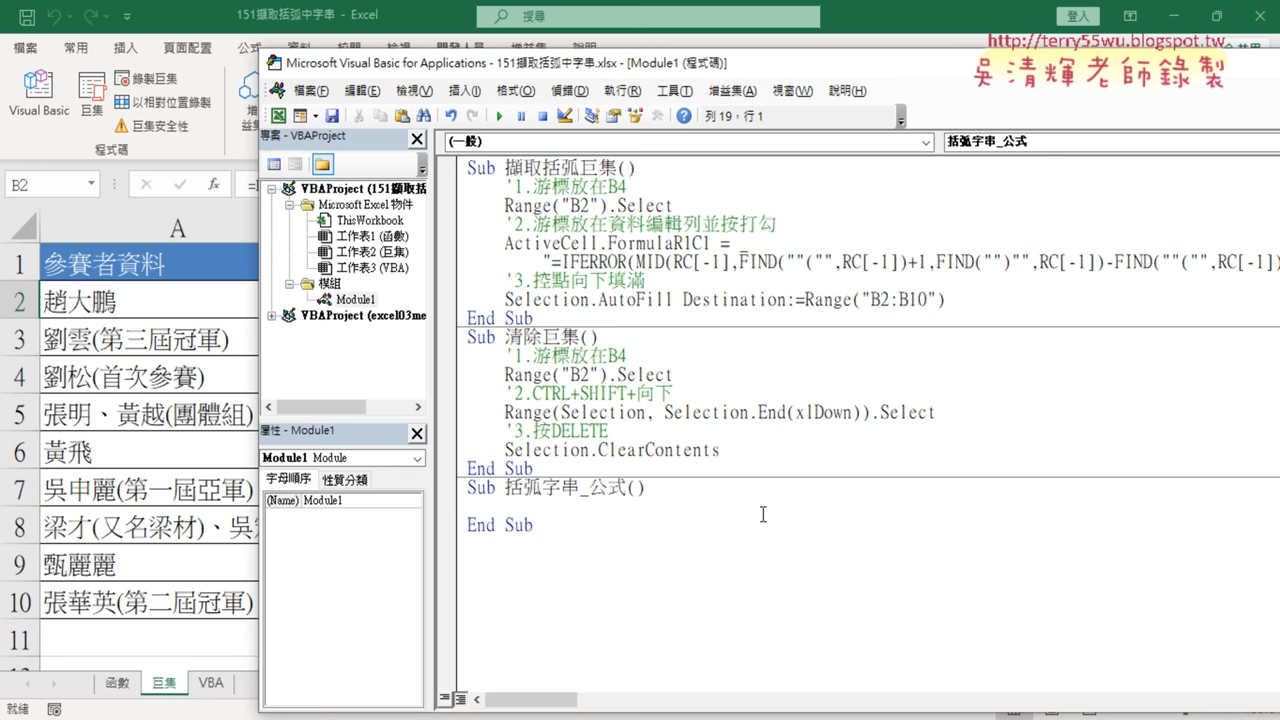 151擷取括弧中字串 - Excel
搜尋
登入
http://terry55wu.blogspot.tw
吳清輝老師錄製
檔案 常用 插入 頁面配置 公式
Visual Basic
巨集
錄製巨集
以相對位置錄製
巨集安全性
程式碼
B2
fx
A
1 參賽者資料
2 趙大鵬
3 劉雲(第三屆冠軍)
4 劉松(首次參賽)
5 張明、黃越(團體組)
6 黃飛
7 吳申麗(第一屆亞軍)
8 梁才(又名梁材)、吳
9 甄麗麗
10 張華英(第二屆冠軍)
11
函數 巨集 VBA
就緒
Microsoft Visual Basic for Applications - 151擷取括弧中字串.xlsx - [Module1 (程式碼)]
檔案(F) 編輯(E) 檢視(V) 插入(I) 格式(O) 偵錯(D) 執行(R) 工具(T) 增益集(A) 視窗(W) 說明(H)
列 19，行 1
專案 - VBAProject
VBAProject (151擷取括
Microsoft Excel 物件
ThisWorkbook
工作表1 (函數)
工作表2 (巨集)
工作表3 (VBA)
模組
Module1
VBAProject (excel03me
屬性 - Module1
Module1 Module
字母順序 性質分類
(Name) Module1
(一般)
括弧字串_公式
Sub 擷取括弧巨集()
'1.游標放在B4
Range("B2").Select
'2.游標放在資料編輯列並按打勾
ActiveCell.FormulaR1C1 = _
"=IFERROR(MID(RC[-1],FIND(""("",RC[-1])+1,FIND("")"",RC[-1])-FIND(""("",RC[-1])
'3.控點向下填滿
Selection.AutoFill Destination:=Range("B2:B10")
End Sub
Sub 清除巨集()
'1.游標放在B4
Range("B2").Select
'2.CTRL+SHIFT+向下
Range(Selection, Selection.End(xlDown)).Select
'3.按DELETE
Selection.ClearContents
End Sub
Sub 括弧字串_公式()
End Sub